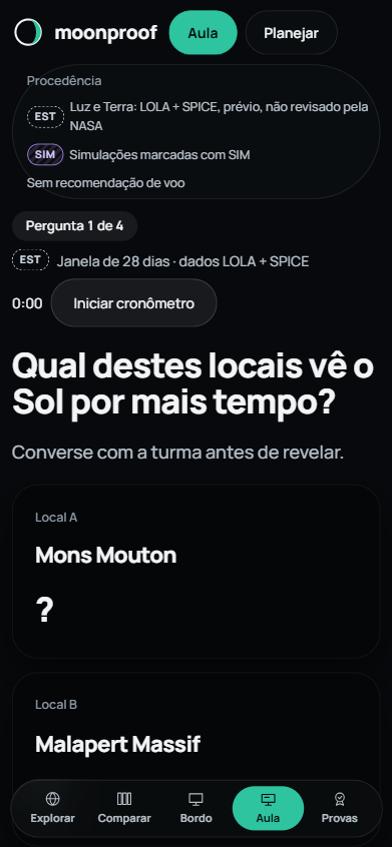 moonproof
Aula
Planejar
Procedência
EST
Luz e Terra: LOLA + SPICE, prévio, não revisado pela
NASA
SIM
Simulações marcadas com SIM
Sem recomendação de voo
Pergunta 1 de 4
EST
Janela de 28 dias · dados LOLA + SPICE
0:00
Iniciar cronômetro
Qual destes locais vê o
Sol por mais tempo?
Converse com a turma antes de revelar.
Local A
Mons Mouton
?
Local B
Malapert Massif
Explorar
Comparar
Bordo
Aula
Provas